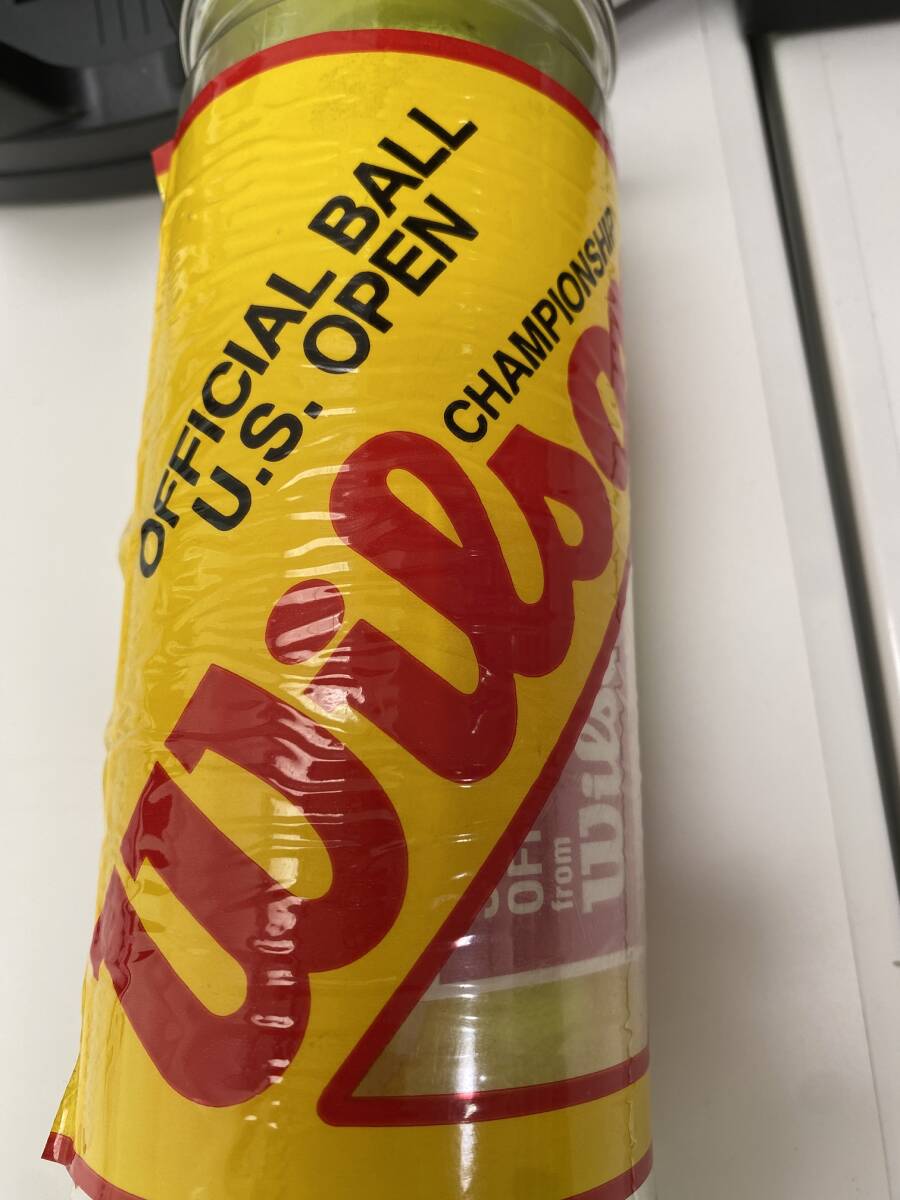 OFFICIAL BALL
U.S. OPEN
CHAMPIONSHIP
Wilson
OFF
from
Wilson